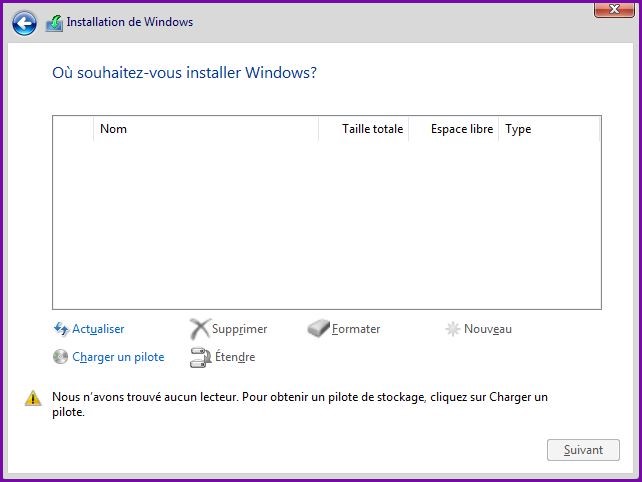 Installation de Windows
Où souhaitez-vous installer Windows?
Nom Taille totale Espace libre Type
Actualiser Supprimer Formater Nouveau
Charger un pilote Étendre
Nous n'avons trouvé aucun lecteur. Pour obtenir un pilote de stockage, cliquez sur Charger un
pilote.
Suivant